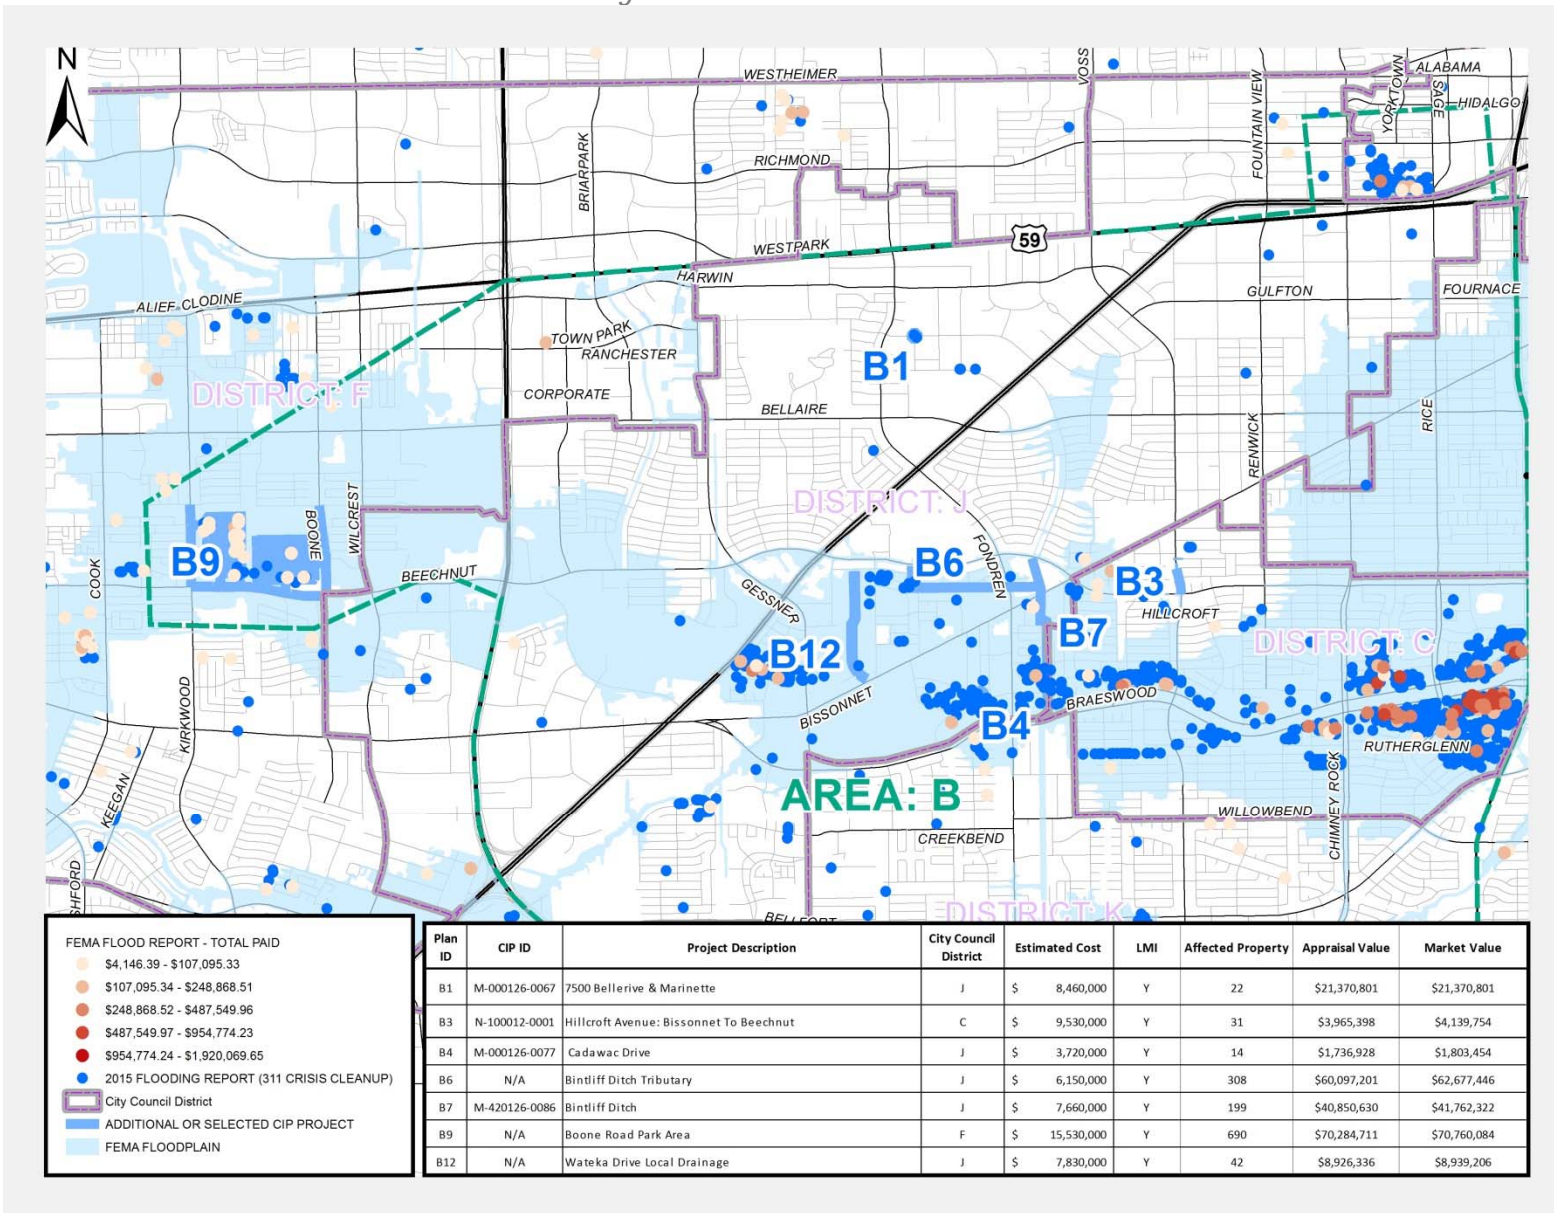 N
WESTHEIMER
VOSS
ALABAMA
YORKTOWN
SAGE
HIDALGO
FOUNTAIN VIEW
BRIARPARK
RICHMOND
WESTPARK
59
HARWIN
ALIEF CLODINE
GULFTON
FOURNACE
TOWN PARK
RANCHESTER
B1
DISTRICT: F
CORPORATE
BELLAIRE
RENWICK
RICE
DISTRICT: J
BOONE
WILCREST
COOK
B9
BEECHNUT
GESSNER
B6
FONDREN
B3
HILLCROFT
B7
DISTRICT: C
B12
BISSONNET
BRAESWOOD
B4
KIRKWOOD
RUTHERGLENN
KEEGAN
AREA: B
CHIMNEY ROCK
WILLOWBEND
CREEKBEND
SHFORD
BELLFORT
DISTRICT: K
FEMA FLOOD REPORT - TOTAL PAID
$4,146.39 - $107,095.33
$107,095.34 - $248,868.51
$248,868.52 - $487,549.96
$487,549.97 - $954,774.23
$954,774.24 - $1,920,069.65
2015 FLOODING REPORT (311 CRISIS CLEANUP)
City Council District
ADDITIONAL OR SELECTED CIP PROJECT
FEMA FLOODPLAIN
Plan ID CIP ID Project Description City Council District Estimated Cost LMI Affected Property Appraisal Value Market Value
B1 M-000126-0067 7500 Bellerive & Marinette J $ 8,460,000 Y 22 $21,370,801 $21,370,801
B3 N-100012-0001 Hillcroft Avenue: Bissonnet To Beechnut C $ 9,530,000 Y 31 $3,965,398 $4,139,754
B4 M-000126-0077 Cadawac Drive J $ 3,720,000 Y 14 $1,736,928 $1,803,454
B6 N/A Bintliff Ditch Tributary J $ 6,150,000 Y 308 $60,097,201 $62,677,446
B7 M-420126-0086 Bintliff Ditch J $ 7,660,000 Y 199 $40,850,630 $41,762,322
B9 N/A Boone Road Park Area F $ 15,530,000 Y 690 $70,284,711 $70,760,084
B12 N/A Wateka Drive Local Drainage J $ 7,830,000 Y 42 $8,926,336 $8,939,206